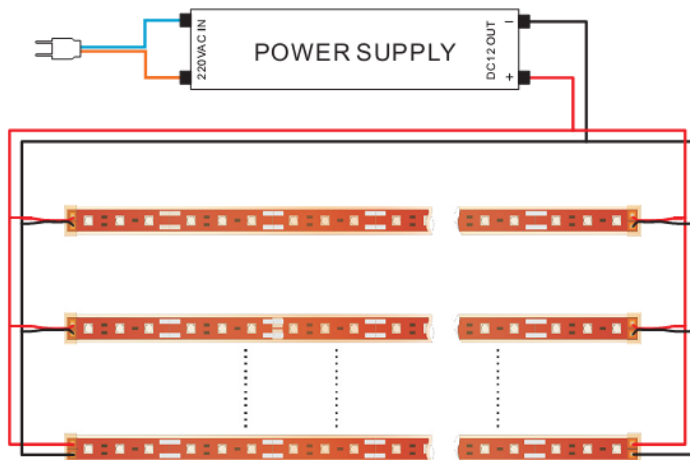 220VAC IN
POWER SUPPLY
DC12 OUT
−
+